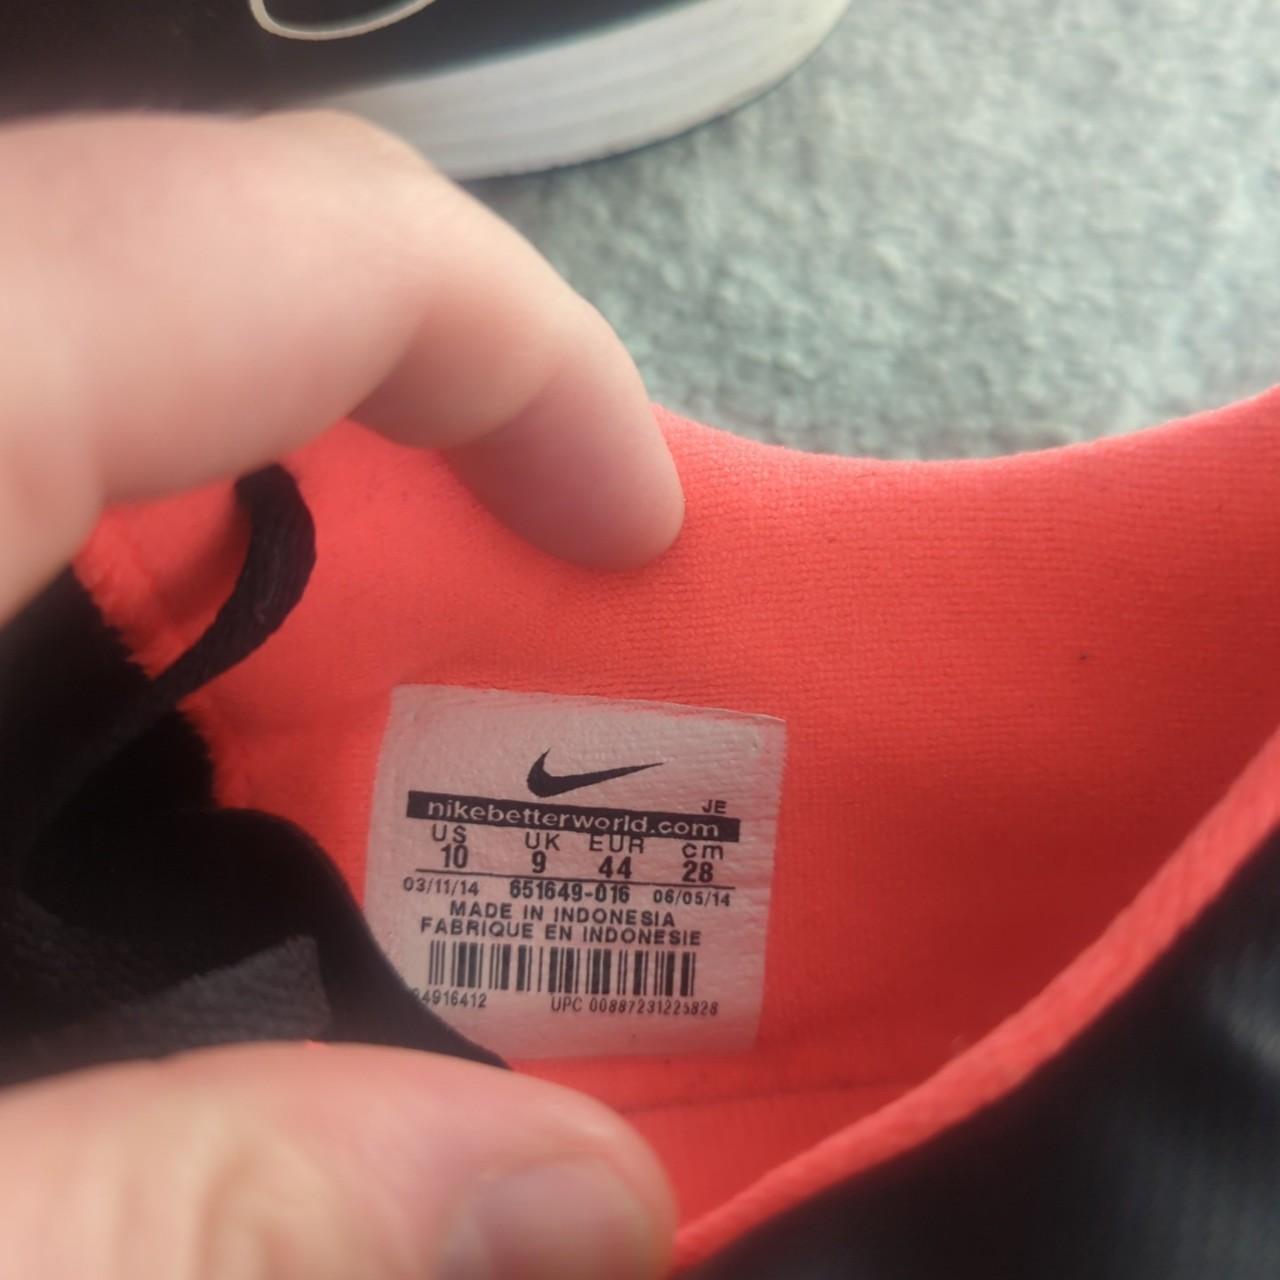 JE
nikebetterworld.com
US UK EUR cm
10 9 44 28
03/11/14 651649-016 06/05/14
MADE IN INDONESIA
FABRIQUE EN INDONESIE
4916412 UPC 00887231225828